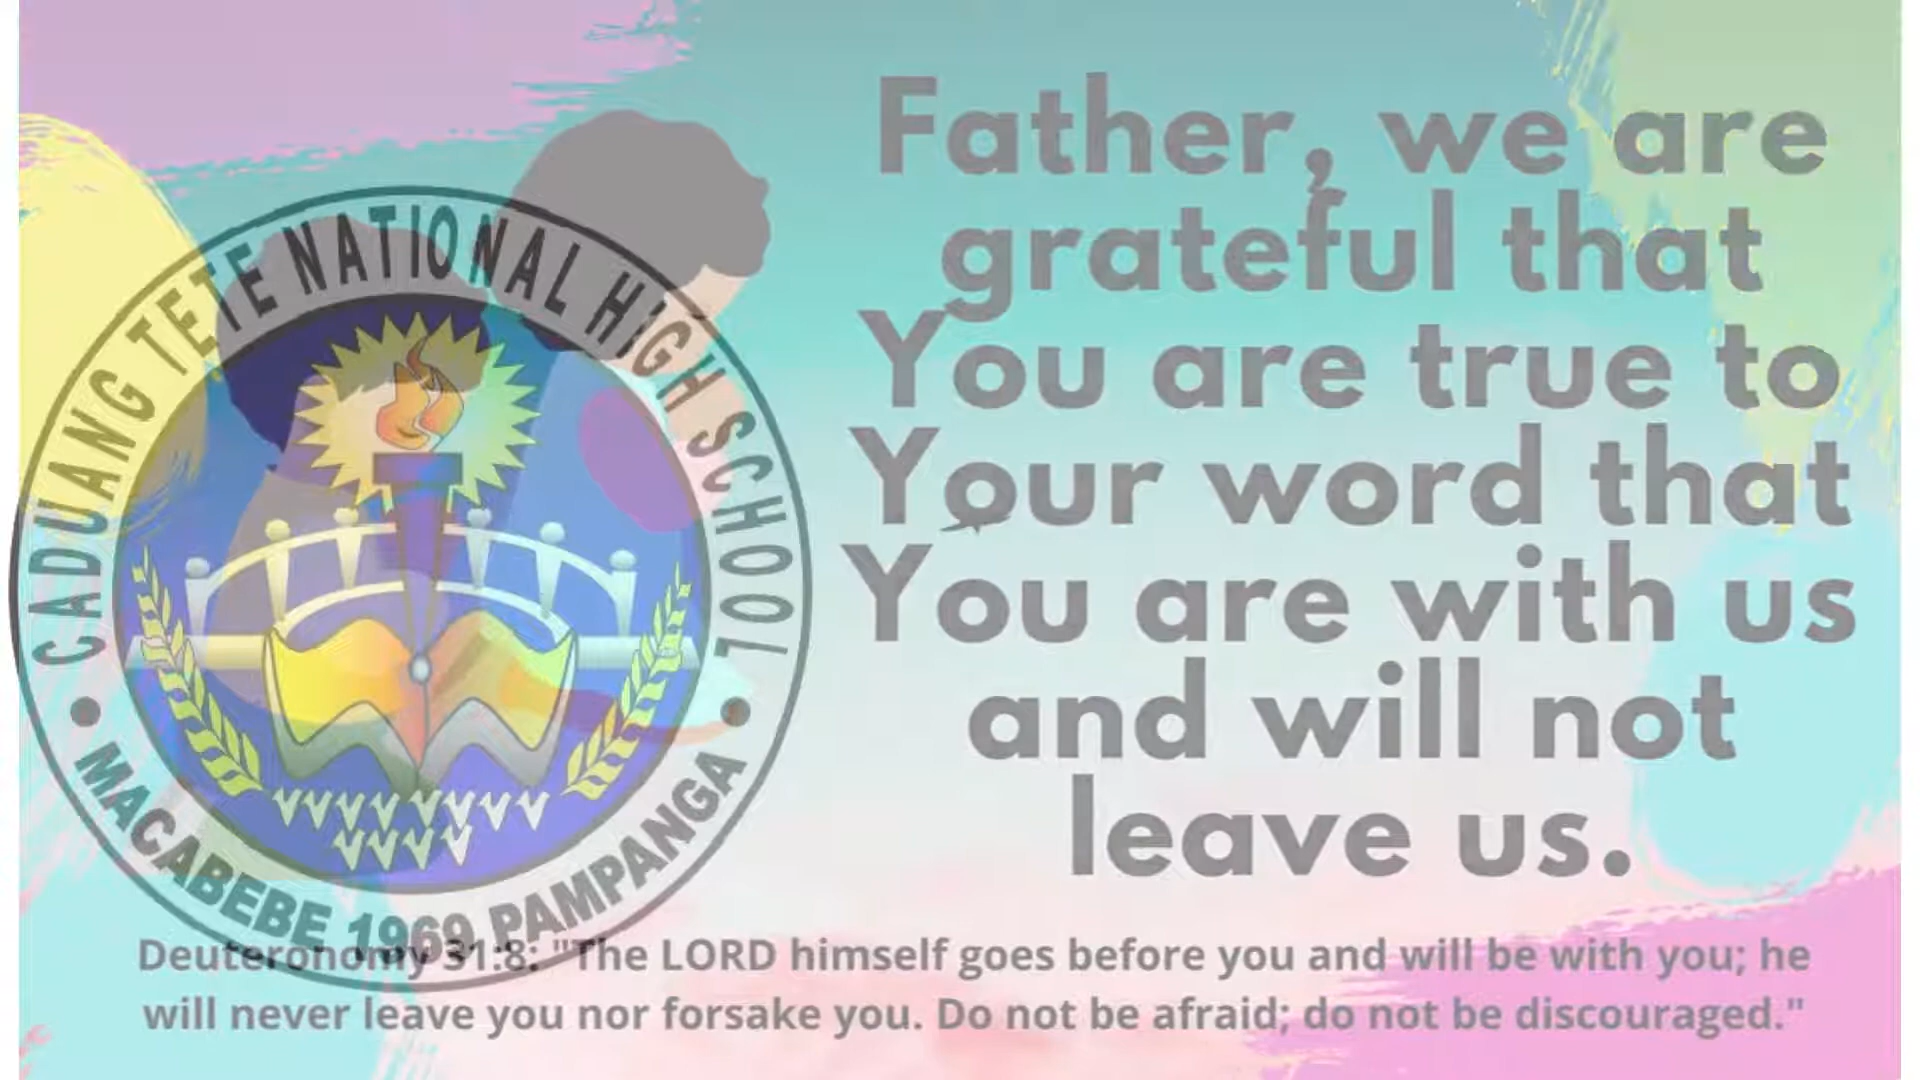 CADUANG TETE NATIONAL HIGH SCHOOL
MACABEBE 1969 PAMPANGA
Father, we are
grateful that
You are true to
Your word that
You are with us
and will not
leave us.
Deuteronomy 31:8: "The LORD himself goes before you and will be with you; he
will never leave you nor forsake you. Do not be afraid; do not be discouraged."